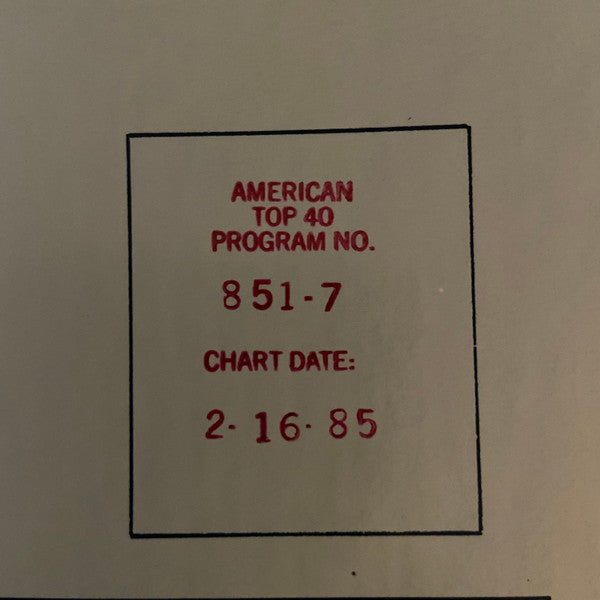 AMERICAN
TOP 40
PROGRAM NO.
851-7
CHART DATE:
2-16-85